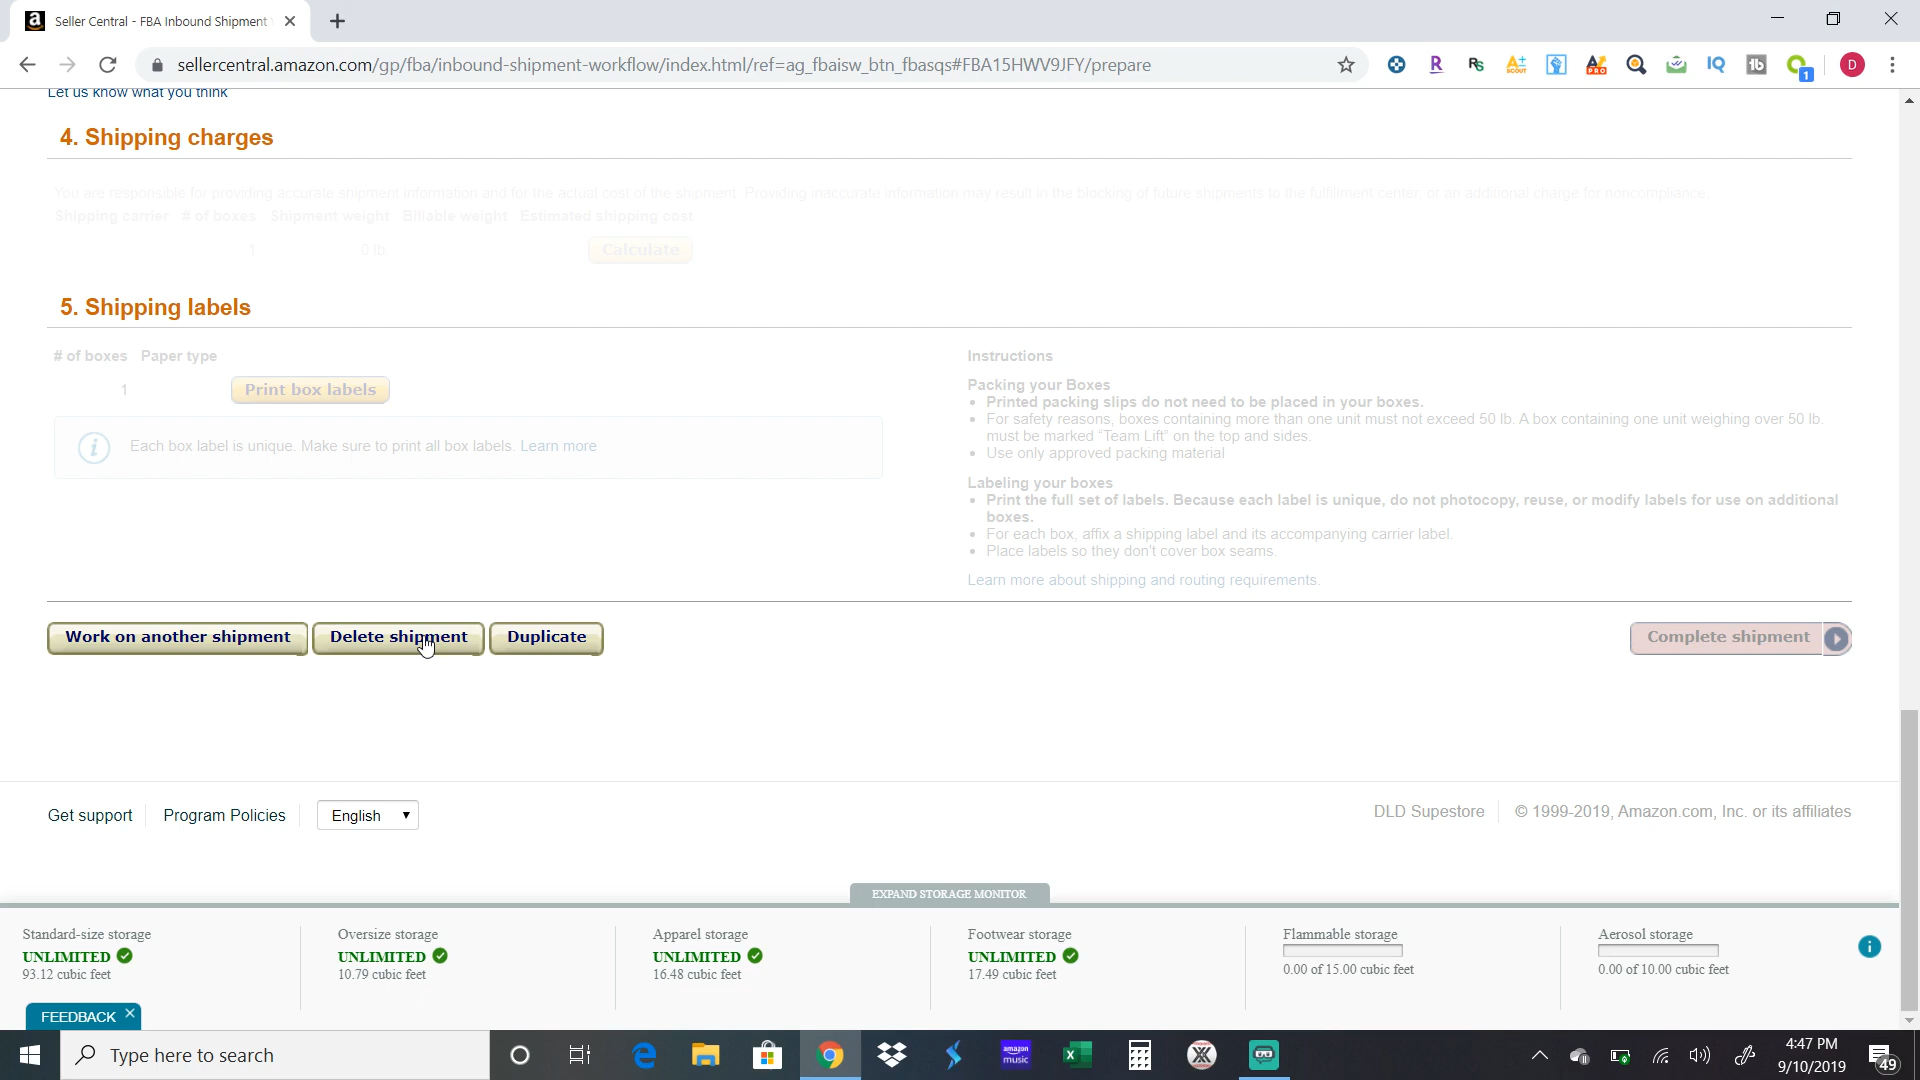 Seller Central - FBA Inbound Shipment
sellercentral.amazon.com/gp/fba/inbound-shipment-workflow/index.html/ref=ag_fbaisw_btn_fbasqs#FBA15HWV9JFY/prepare
Let us know what you think
4. Shipping charges
You are responsible for providing accurate shipment information and for the actual cost of the shipment. Providing inaccurate information may result in the blocking of future shipments to the fulfillment center, or an additional charge for noncompliance.
Shipping carrier # of boxes Shipment weight Billable weight Estimated shipping cost
1 0 lb. Calculate
5. Shipping labels
# of boxes Paper type
1 Print box labels
Each box label is unique. Make sure to print all box labels. Learn more
Instructions
Packing your Boxes
• Printed packing slips do not need to be placed in your boxes.
• For safety reasons, boxes containing more than one unit must not exceed 50 lb. A box containing one unit weighing over 50 lb.
must be marked "Team Lift" on the top and sides.
• Use only approved packing material
Labeling your boxes
• Print the full set of labels. Because each label is unique, do not photocopy, reuse, or modify labels for use on additional
boxes.
• For each box, affix a shipping label and its accompanying carrier label.
• Place labels so they don't cover box seams.
Learn more about shipping and routing requirements.
Work on another shipment Delete shipment Duplicate Complete shipment
Get support Program Policies English DLD Supestore © 1999-2019, Amazon.com, Inc. or its affiliates
EXPAND STORAGE MONITOR
Standard-size storage Oversize storage Apparel storage Footwear storage Flammable storage Aerosol storage
UNLIMITED UNLIMITED UNLIMITED UNLIMITED
93.12 cubic feet 10.79 cubic feet 16.48 cubic feet 17.49 cubic feet 0.00 of 15.00 cubic feet 0.00 of 10.00 cubic feet
FEEDBACK
Type here to search
amazon music
4:47 PM
9/10/2019
49